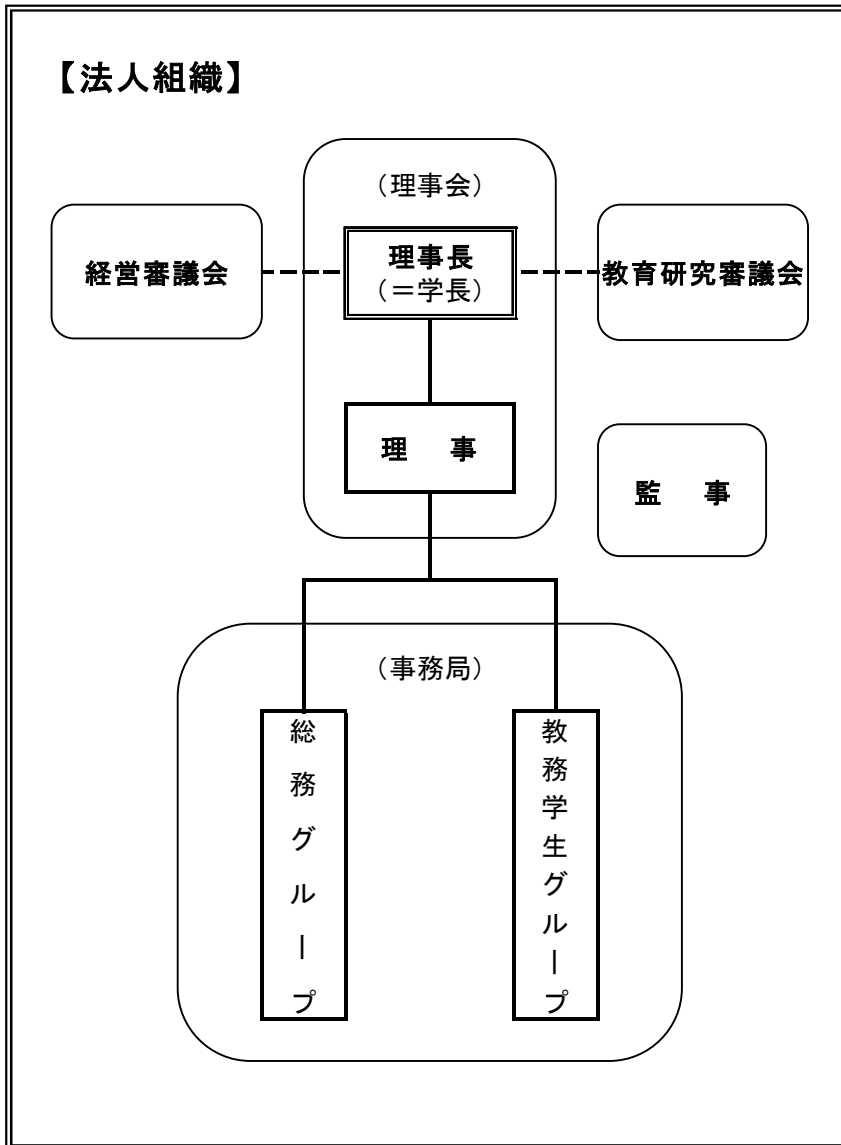 【法人組織】
（理事会）
経営審議会
理事長
（＝学長）
教育研究審議会
理　事
監　事
（事務局）
総務グループ
教務学生グループ